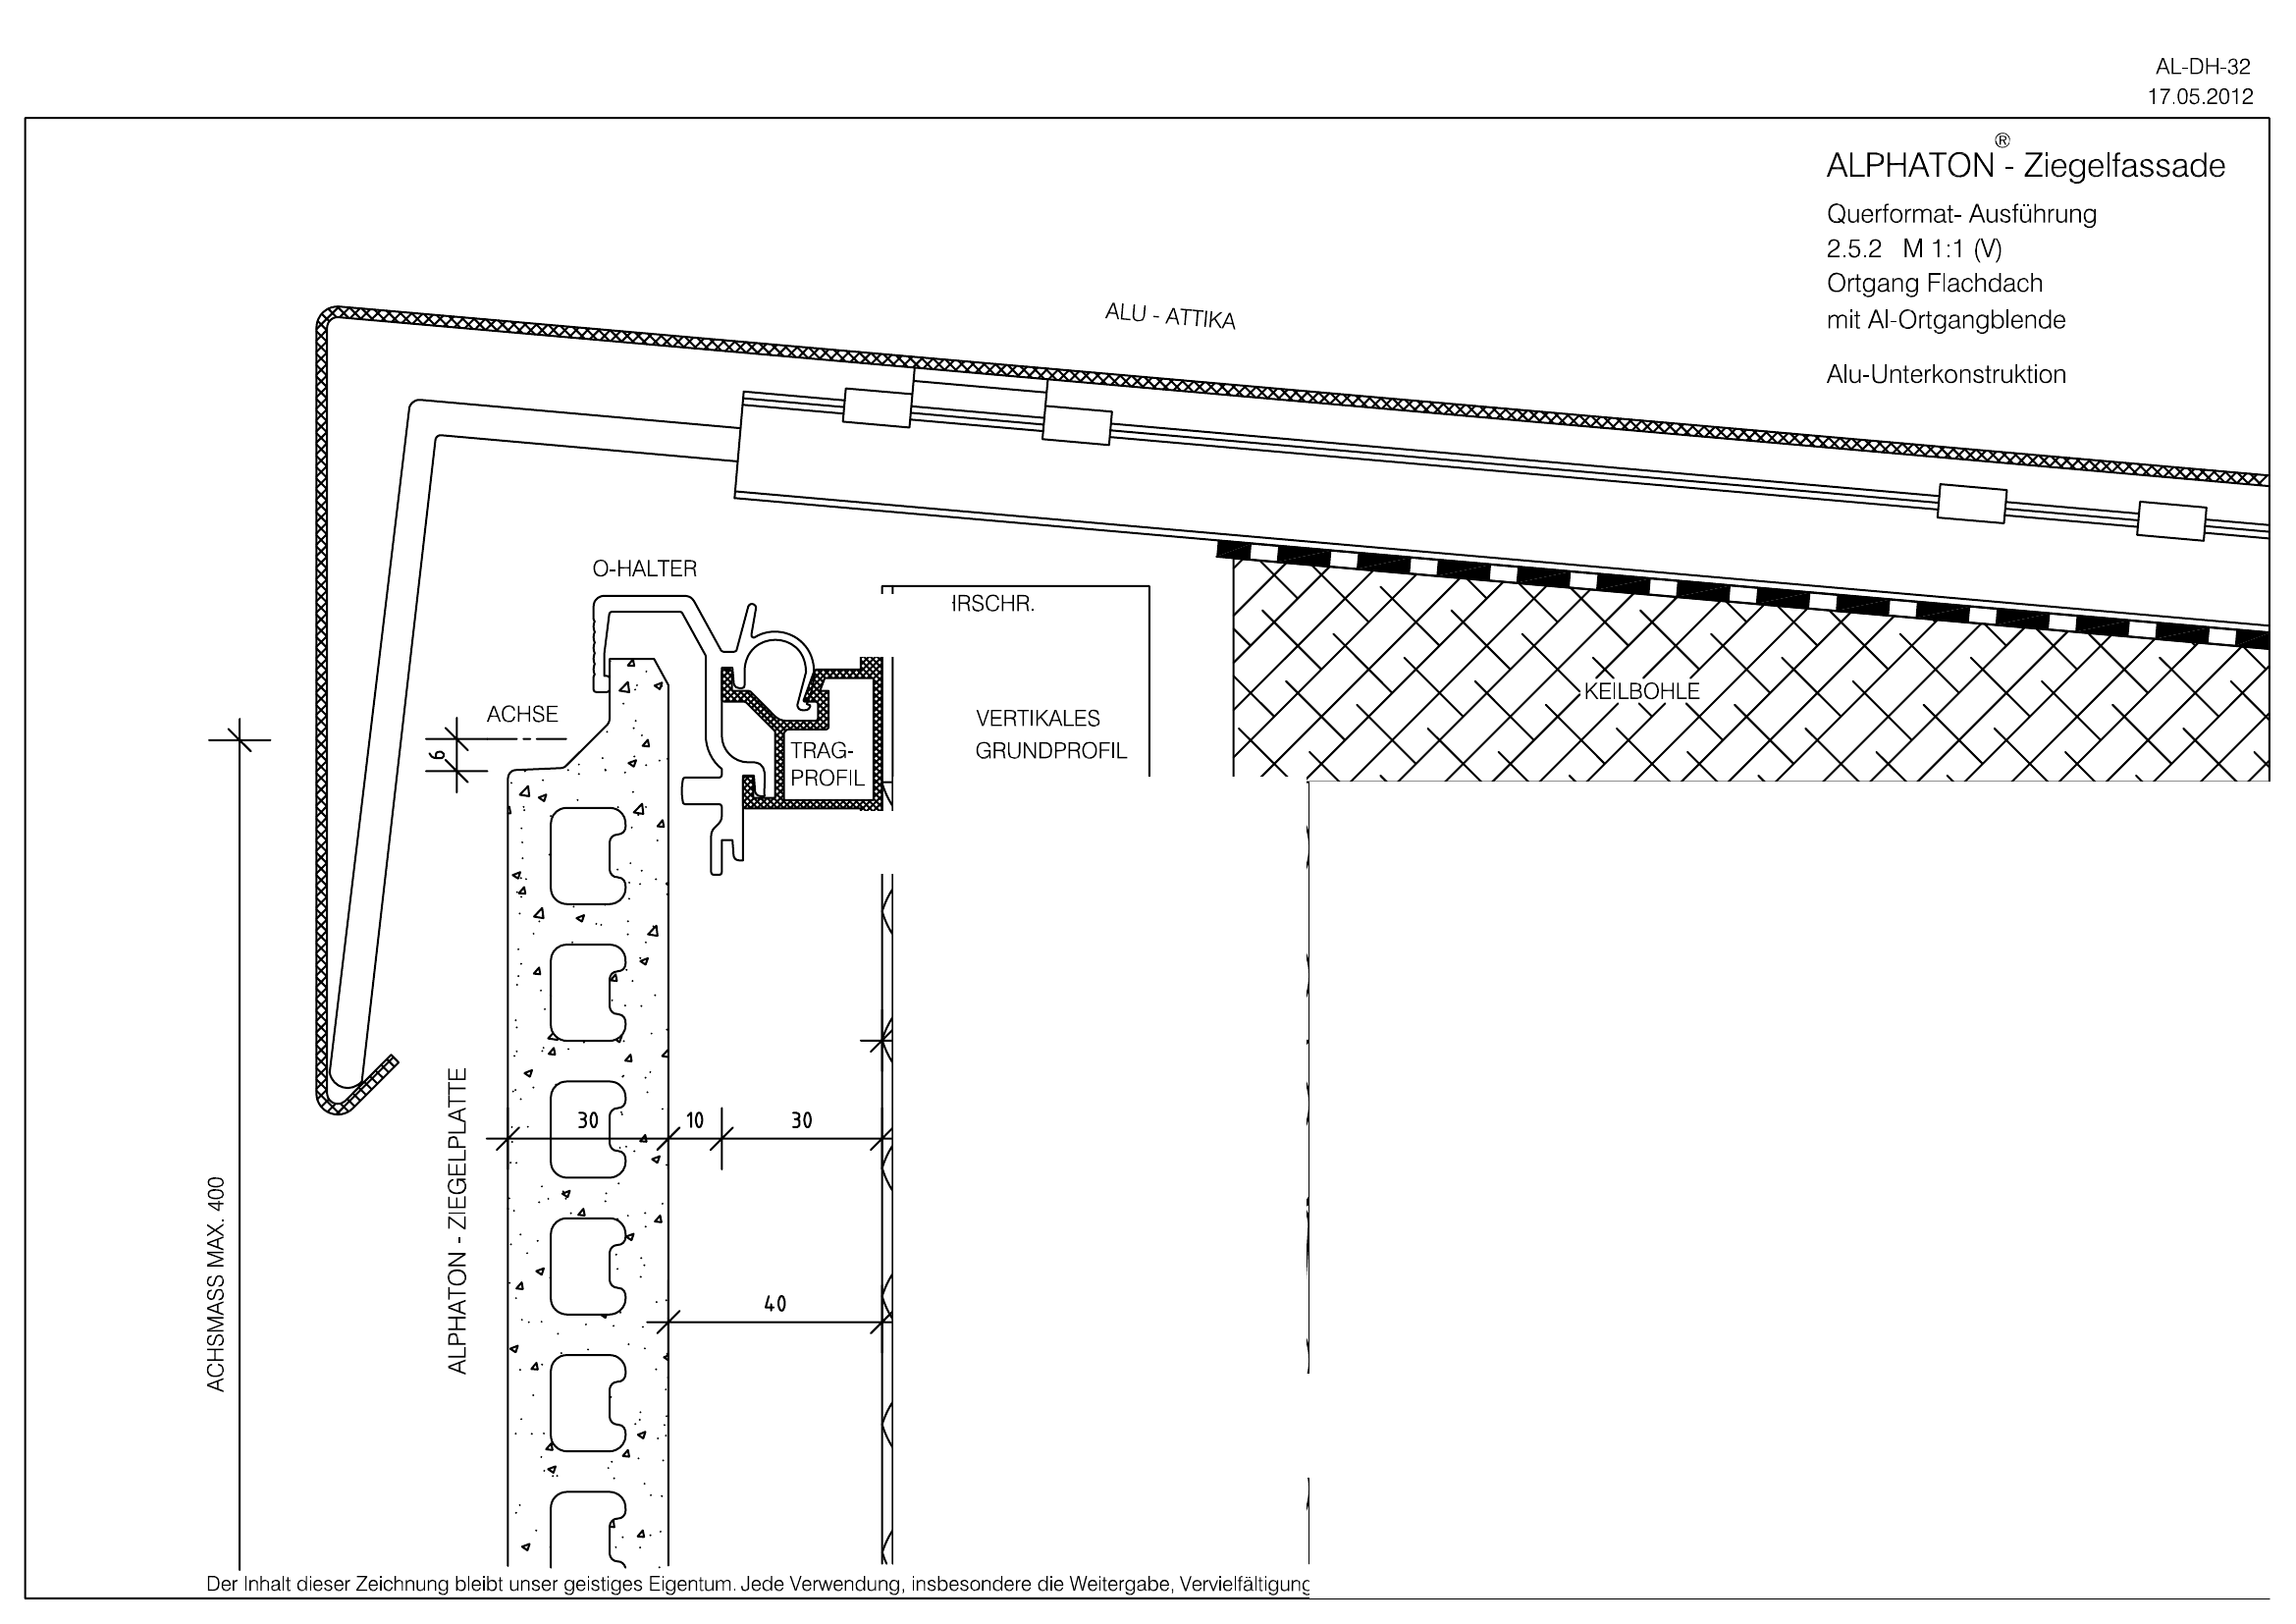 AL-DH-32
17.05.2012
ALPHATON® - Ziegelfassade
Querformat- Ausführung
2.5.2 M 1:1 (V)
Ortgang Flachdach
mit Al-Ortgangblende
Alu-Unterkonstruktion
ALU - ATTIKA
O-HALTER
IRSCHR.
KEILBOHLE
ACHSE
VERTIKALES
GRUNDPROFIL
TRAG-
PROFIL
6
30
10
30
40
ALPHATON - ZIEGELPLATTE
ACHSMASS MAX. 400
Der Inhalt dieser Zeichnung bleibt unser geistiges Eigentum. Jede Verwendung, insbesondere die Weitergabe, Vervielfältigung